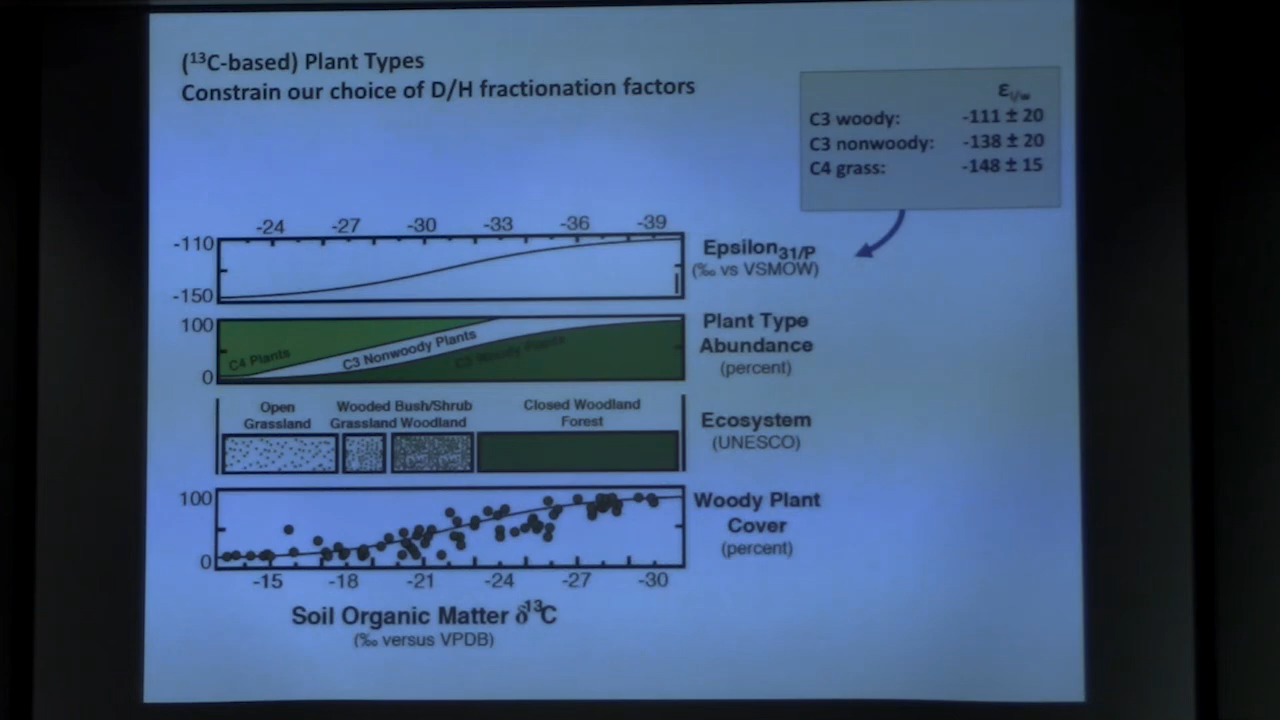 (¹³C-based) Plant Types
Constrain our choice of D/H fractionation factors
ε l/w
C3 woody: -111 ± 20
C3 nonwoody: -138 ± 20
C4 grass: -148 ± 15
-24 -27 -30 -33 -36 -39
-110
-150
Epsilon31/P
(‰ vs VSMOW)
100
0
C4 Plants
C3 Nonwoody Plants
C3 Woody Plants
Plant Type
Abundance
(percent)
Open
Grassland
Wooded Bush/Shrub
Grassland Woodland
Closed Woodland
Forest
Ecosystem
(UNESCO)
100
0
Woody Plant
Cover
(percent)
-15 -18 -21 -24 -27 -30
Soil Organic Matter δ¹³C
(‰ versus VPDB)